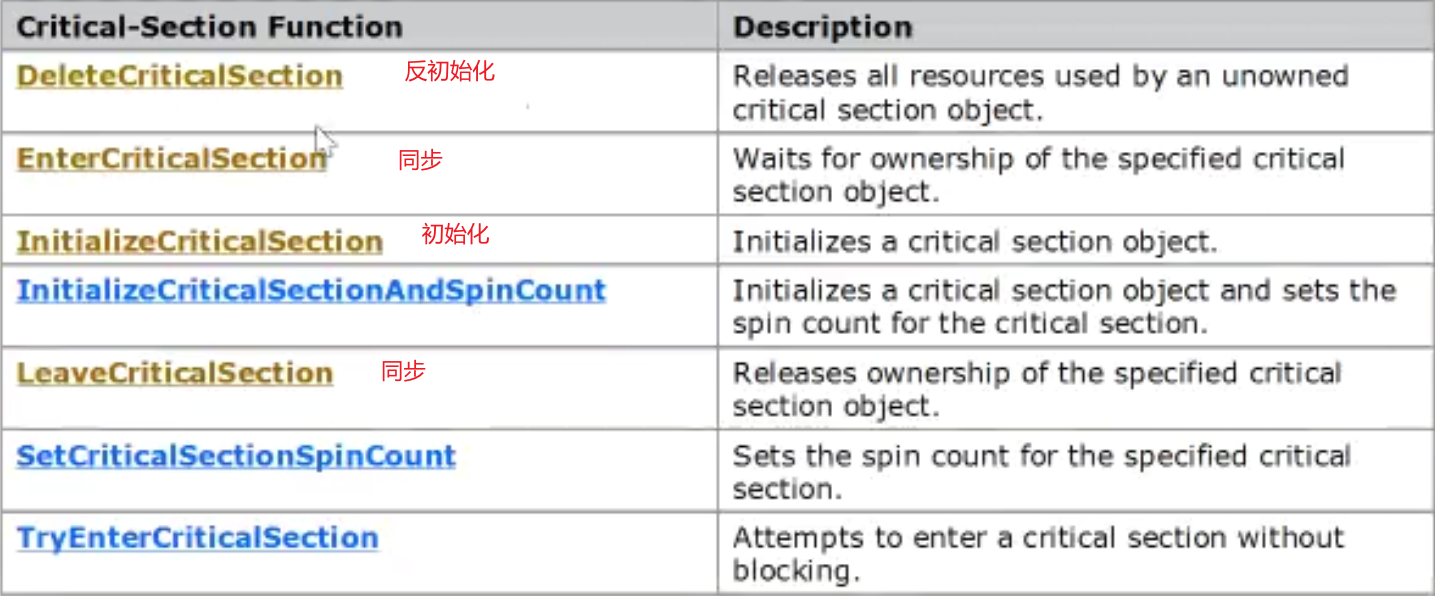 Critical-Section Function Description
DeleteCriticalSection 反初始化 Releases all resources used by an unowned
critical section object.
EnterCriticalSection 同步 Waits for ownership of the specified critical
section object.
InitializeCriticalSection 初始化 Initializes a critical section object.
InitializeCriticalSectionAndSpinCount Initializes a critical section object and sets the
spin count for the critical section.
LeaveCriticalSection 同步 Releases ownership of the specified critical
section object.
SetCriticalSectionSpinCount Sets the spin count for the specified critical
section.
TryEnterCriticalSection Attempts to enter a critical section without
blocking.